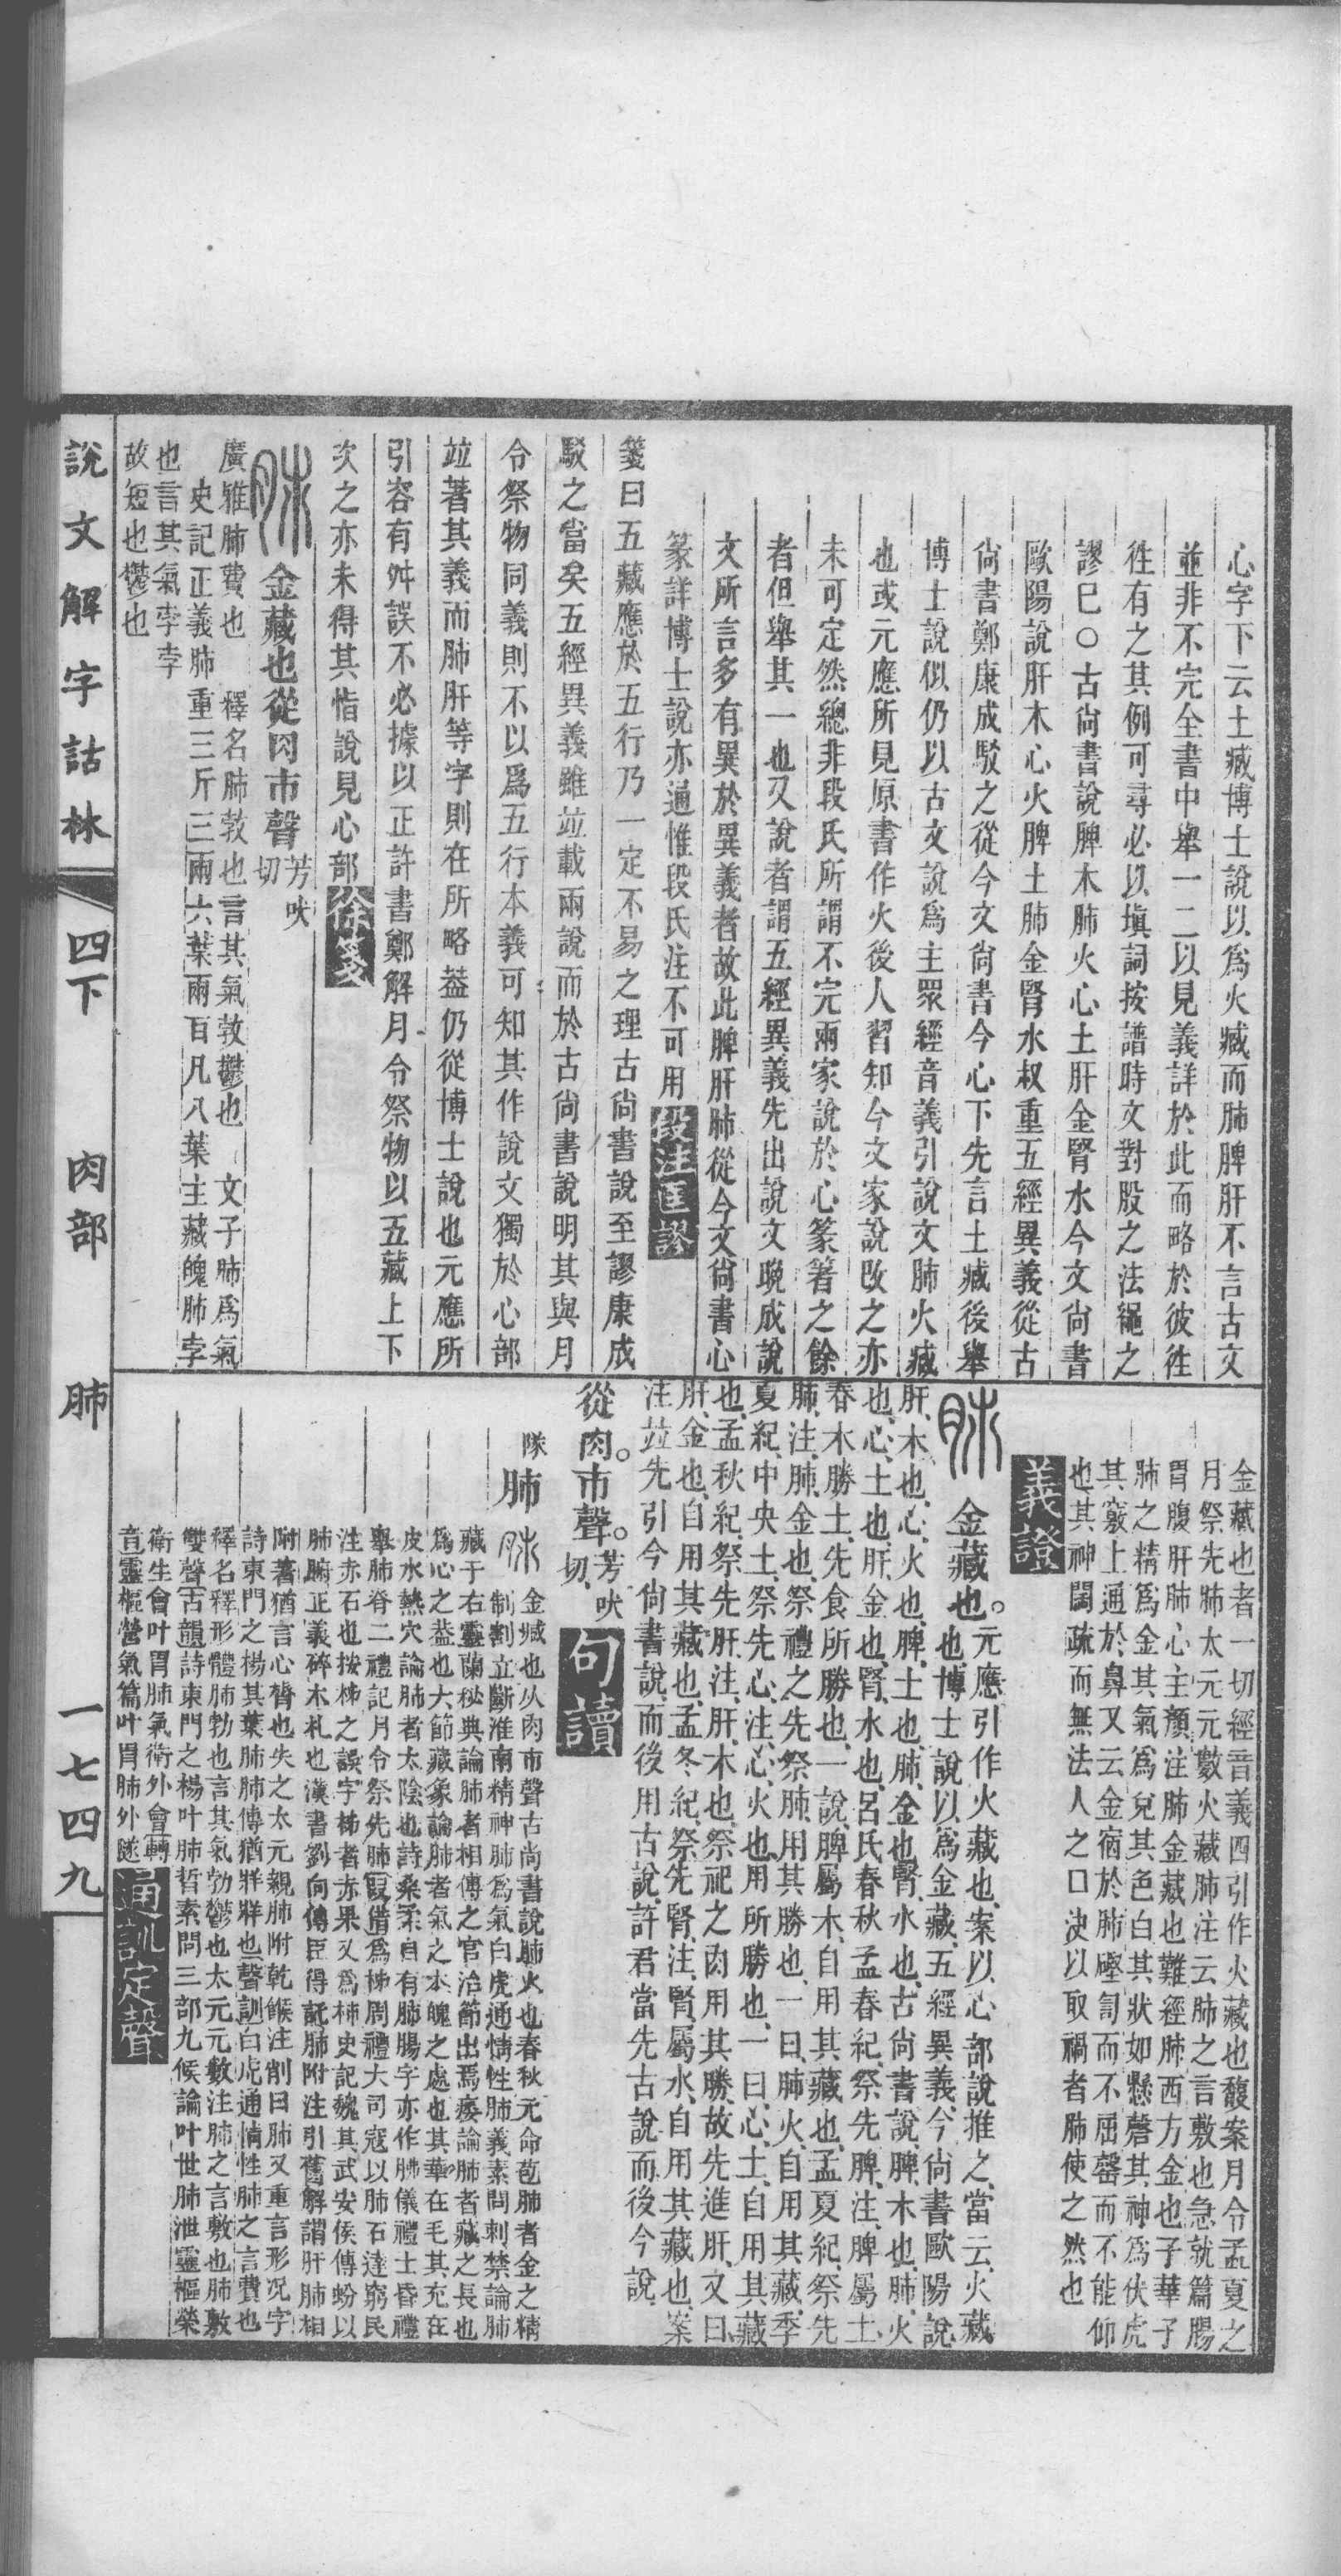 心字下云土臧博士說以爲火臧而肺脾肝不言古文
並非不完全書中舉一二以見義詳於此而略於彼往
往有之其例可尋必以塡詞按譜時文對股之法繩之
謬巳○古尙書說脾木肺火心土肝金腎水今文尙書
歐陽說肝木心火脾土肺金腎水叔重五經異義從古
尙書鄭康成駁之從今文尙書今心下先言土臧後舉
博士說似仍以古文說爲主眾經音義引說文肺火臧
也或元應所見原書作火後人習知今文家說改之亦
未可定然總非段氏所謂不完兩家說於心篆箸之餘
者但舉其一也又說者謂五經異義先出說文晚成說
文所言多有異於異義者故此脾肝肺從今文尙書心
篆詳博士說亦通惟段氏注不可用段注匡謬
箋曰五藏應於五行乃一定不易之理古尙書說至謬康成
駁之當矣五經異義雖竝載兩說而於古尙書說明其與月
令祭物同義則不以爲五行本義可知其作說文獨於心部
竝著其義而肺肝等字則在所略葢仍從博士說也元應所
引容有舛誤不必據以正許書鄭解月令祭物以五藏上下
次之亦未得其恉說見心部徐箋
金藏也從肉市聲芳吠切
廣雅肺費也 釋名肺敦也言其氣敦鬱也 文子肺爲氣
史記正義肺重三斤三兩六葉兩耳凡八葉主藏魄肺孛
也言其氣孛孛
故短也鬱也
金藏也者一切經音義四引作火藏也馥案月令孟夏之
月祭先肺太元元數火藏肺注云肺之言敷也急就篇腸
胃腹肝肺心主顏注肺金藏也難經肺西方金也子華子
肺之精爲金其氣爲兌其色白其狀如懸磬其神爲伏虎
其竅上通於鼻又云金宿於肺磬訇而不屈罄而不能仰
也其神闊疏而無法人之口決以取禍者肺使之然也
義證
金藏也。元應引作火藏也、案以心部說推之、當云、火藏
也、博士說以爲金藏、五經異義、今尙書歐陽說、
肝、木也、心、火也、脾、土也、肺、金也、腎、水也、古尙書說、脾、木也、肺、火
也、心、土也、肝、金也、腎、水也、呂氏春秋孟春紀、祭先脾、注、脾屬土、
春木勝土、先食所勝也、一說、脾屬木、自用其藏也、孟夏紀、祭先
肺、注、肺、金也、祭禮之先祭肺、用其勝也、一曰、肺火、自用其藏、季
夏紀、中央土、祭先心、注、心、火也、用所勝也、一曰、心、土、自用其藏
也、孟秋紀、祭先肝、注、肝、木也、祭祀之肉用其勝、故先進肝、又曰、
肝、金也、自用其藏也、孟冬紀、祭先腎、注、腎屬水、自用其藏也、案
注竝先引今尙書說、而後用古說、許君當先古說、而後今說、
從肉。市聲。芳吠切、句讀
隊
肺 金臧也从肉市聲古尙書說肺火也春秋元命苞肺者金之精
制割立斷淮南精神肺爲氣白虎通情性肺義素問刺禁論肺
藏于右靈蘭秘典論肺者相傅之官治節出焉痿論肺者藏之長也
爲心之葢也六節藏象論肺者氣之本魄之處也其華在毛其充在
皮水熱穴論肺者太陰也詩桑柔自有肺腸字亦作胏儀禮士昏禮
舉肺脊二禮記月令祭先肺叚借爲柹周禮大司寇以肺石達窮民
注赤石也按柹之誤字柹者赤果又爲柿史記魏其武安侯傳蚡以
肺腑正義碎木札也漢書劉向傳臣得託肺附注引舊解謂肝肺相
附著猶言心膂也失之太元親肺附乾餱注削曰肺又重言形況字
詩東門之楊其葉肺肺傳猶牂牂也聲訓白虎通情性肺之言費也
釋名釋形體肺勃也言其氣勃鬱也太元元數注肺之言敷也肺敷
雙聲古韻詩東門之楊叶肺晢素問三部九候論叶世肺泄靈樞榮
衛生會叶胃肺氣衛外會轉
音靈樞營氣篇叶胃肺外隧通訓定聲
說文解字詁林 四下 肉部 肺 一七四九